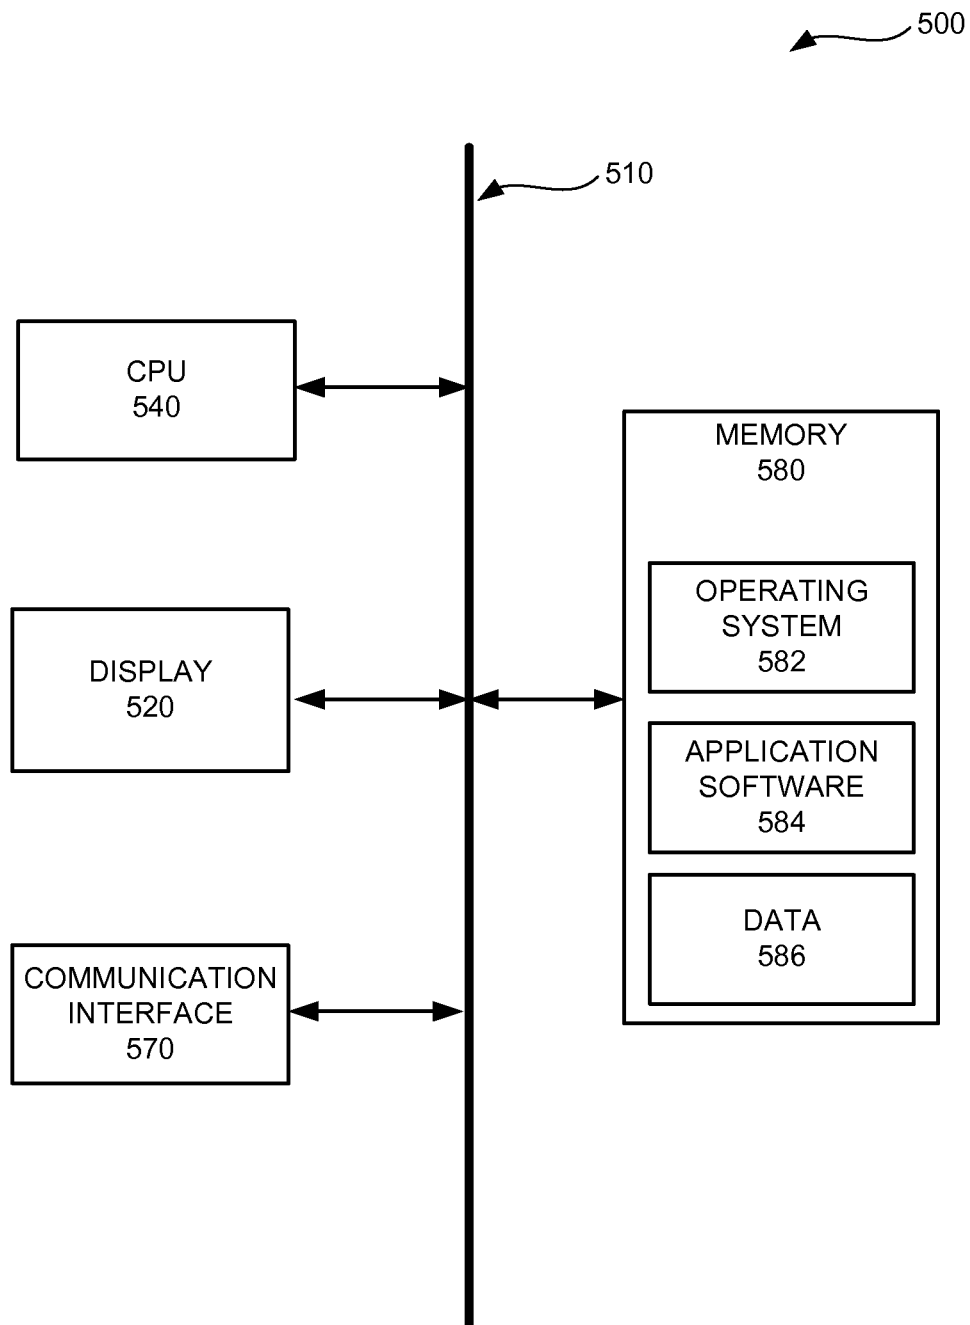 500
510
CPU
540
MEMORY
580
OPERATING
SYSTEM
582
DISPLAY
520
APPLICATION
SOFTWARE
584
DATA
586
COMMUNICATION
INTERFACE
570